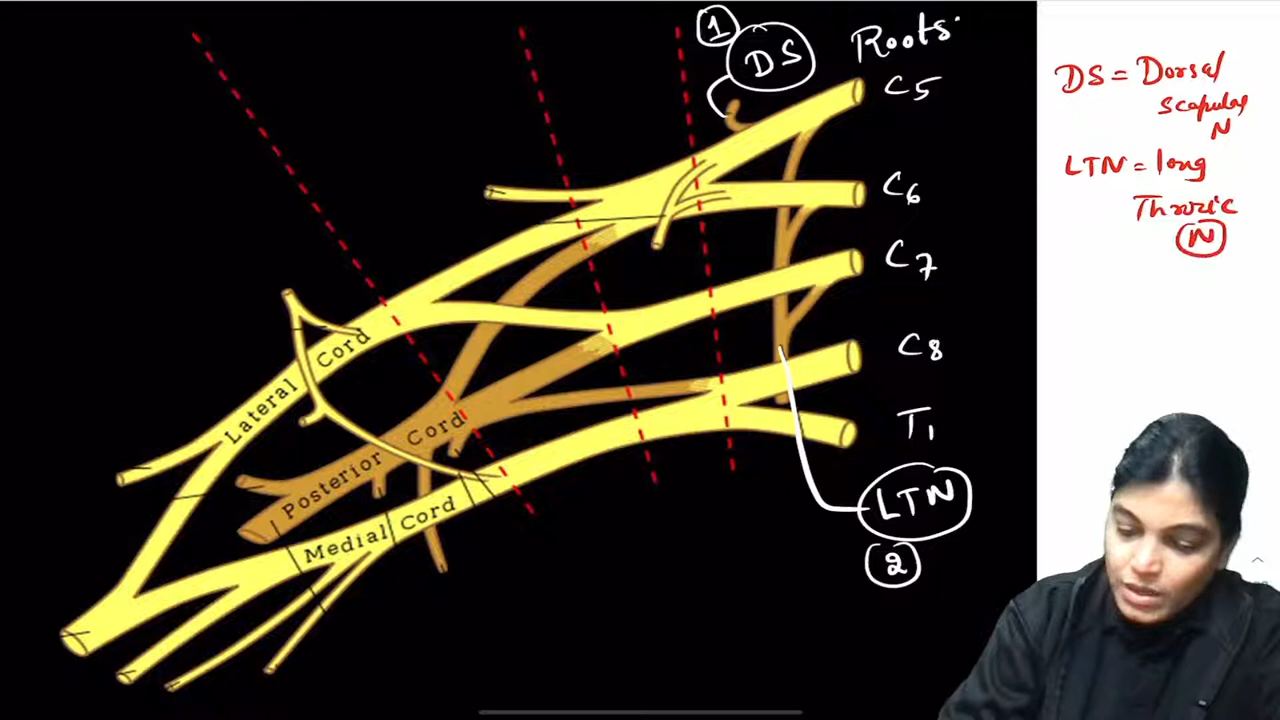 1
DS
Roots
C5
C6
C7
C8
T1
LTN
2
Lateral Cord
Posterior Cord
Medial Cord
DS = Dorsal
Scapular
N
LTN = long
Thoracic
N